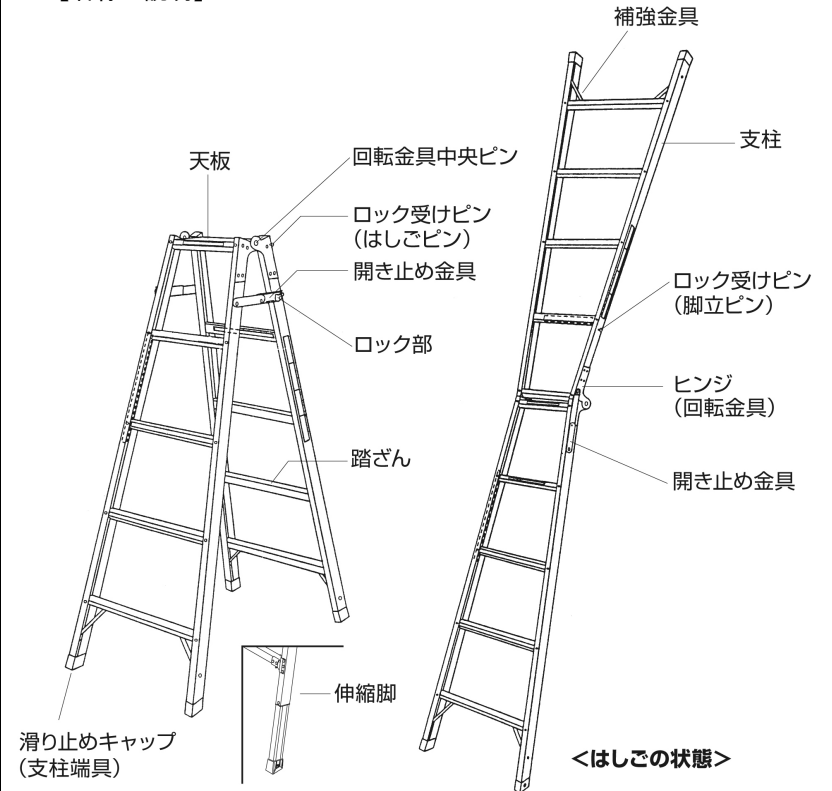 補強金具
支柱
天板
回転金具中央ピン
ロック受けピン
(はしごピン)
開き止め金具
ロック部
踏ざん
ロック受けピン
(脚立ピン)
ヒンジ
(回転金具)
開き止め金具
伸縮脚
滑り止めキャップ
(支柱端具)
<はしごの状態>